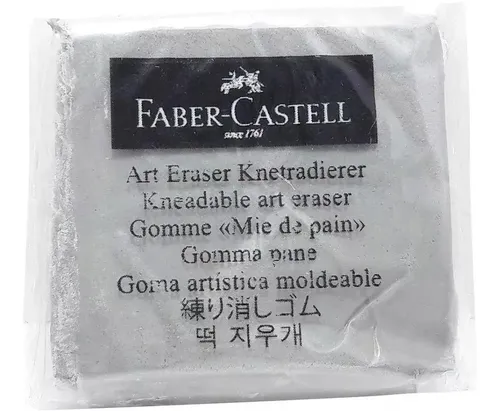 FABER-CASTELL
since 1761
Art Eraser Knetradierer
Kneadable art eraser
Gomme «Mie de pain»
Gomma pane
Goma artística moldeable
練り消しゴム
떡 지우개